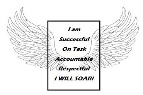 I am
Successful
On Task
Accountable
Respectful
I WILL SOAR!